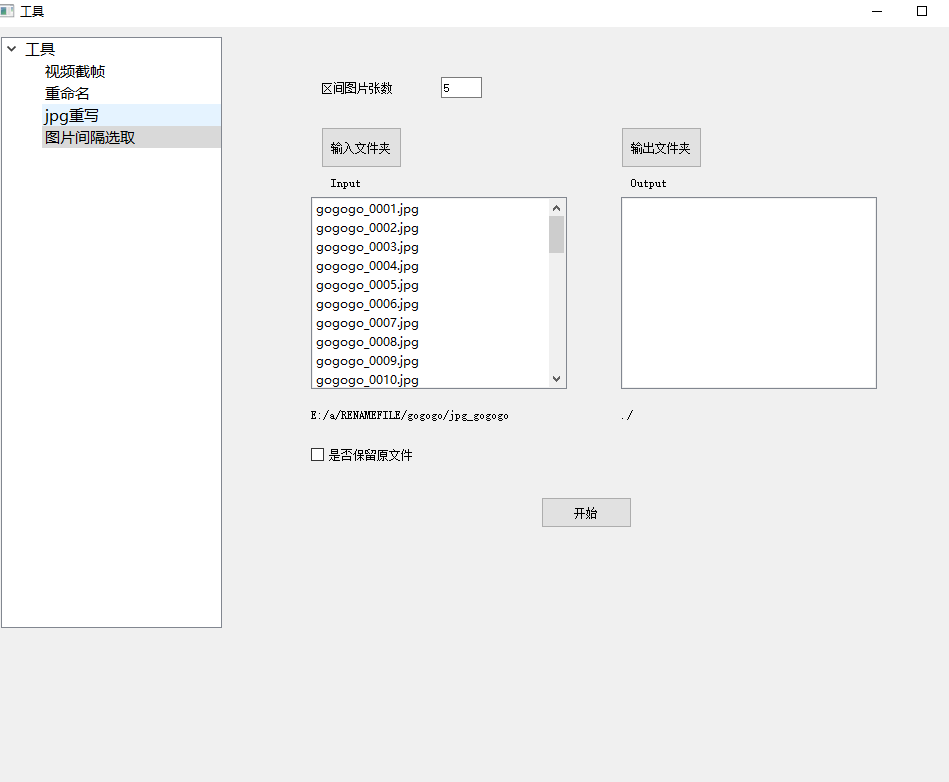 工具
工具
视频截帧
重命名
jpg重写
图片间隔选取
区间图片张数 5
输入文件夹 输出文件夹
Input Output
gogogo_0001.jpg
gogogo_0002.jpg
gogogo_0003.jpg
gogogo_0004.jpg
gogogo_0005.jpg
gogogo_0006.jpg
gogogo_0007.jpg
gogogo_0008.jpg
gogogo_0009.jpg
gogogo_0010.jpg
E:/a/RENAMEFILE/gogogo/jpg_gogogo ./
是否保留原文件
开始